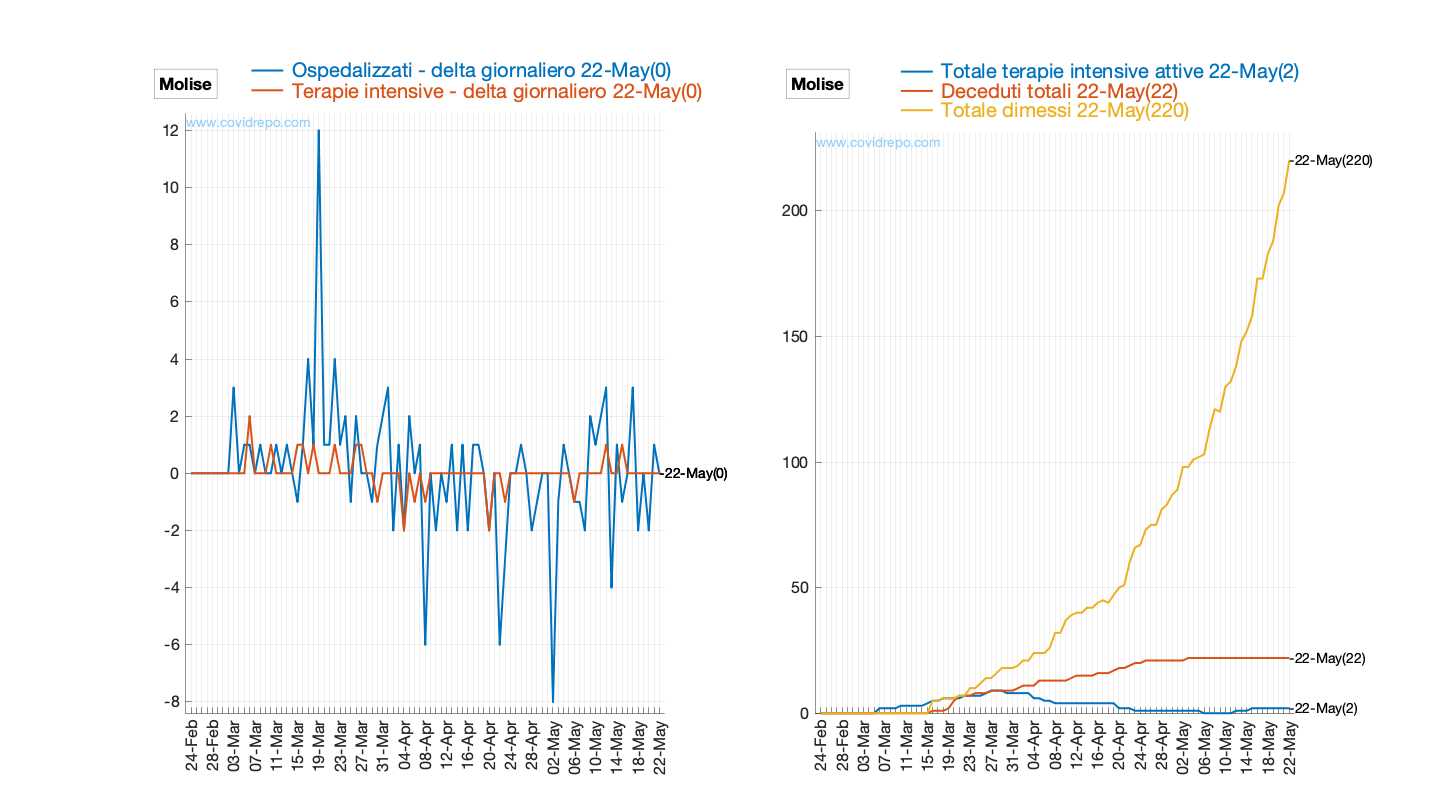 Molise
Ospedalizzati - delta giornaliero 22-May(0)
Terapie intensive - delta giornaliero 22-May(0)
www.covidrepo.com
12
10
8
6
4
2
0
-2
-4
-6
-8
22-May(0)
24-Feb
28-Feb
03-Mar
07-Mar
11-Mar
15-Mar
19-Mar
23-Mar
27-Mar
31-Mar
04-Apr
08-Apr
12-Apr
16-Apr
20-Apr
24-Apr
28-Apr
02-May
06-May
10-May
14-May
18-May
22-May
Molise
Totale terapie intensive attive 22-May(2)
Deceduti totali 22-May(22)
Totale dimessi 22-May(220)
www.covidrepo.com
200
150
100
50
0
22-May(220)
22-May(22)
22-May(2)
24-Feb
28-Feb
03-Mar
07-Mar
11-Mar
15-Mar
19-Mar
23-Mar
27-Mar
31-Mar
04-Apr
08-Apr
12-Apr
16-Apr
20-Apr
24-Apr
28-Apr
02-May
06-May
10-May
14-May
18-May
22-May